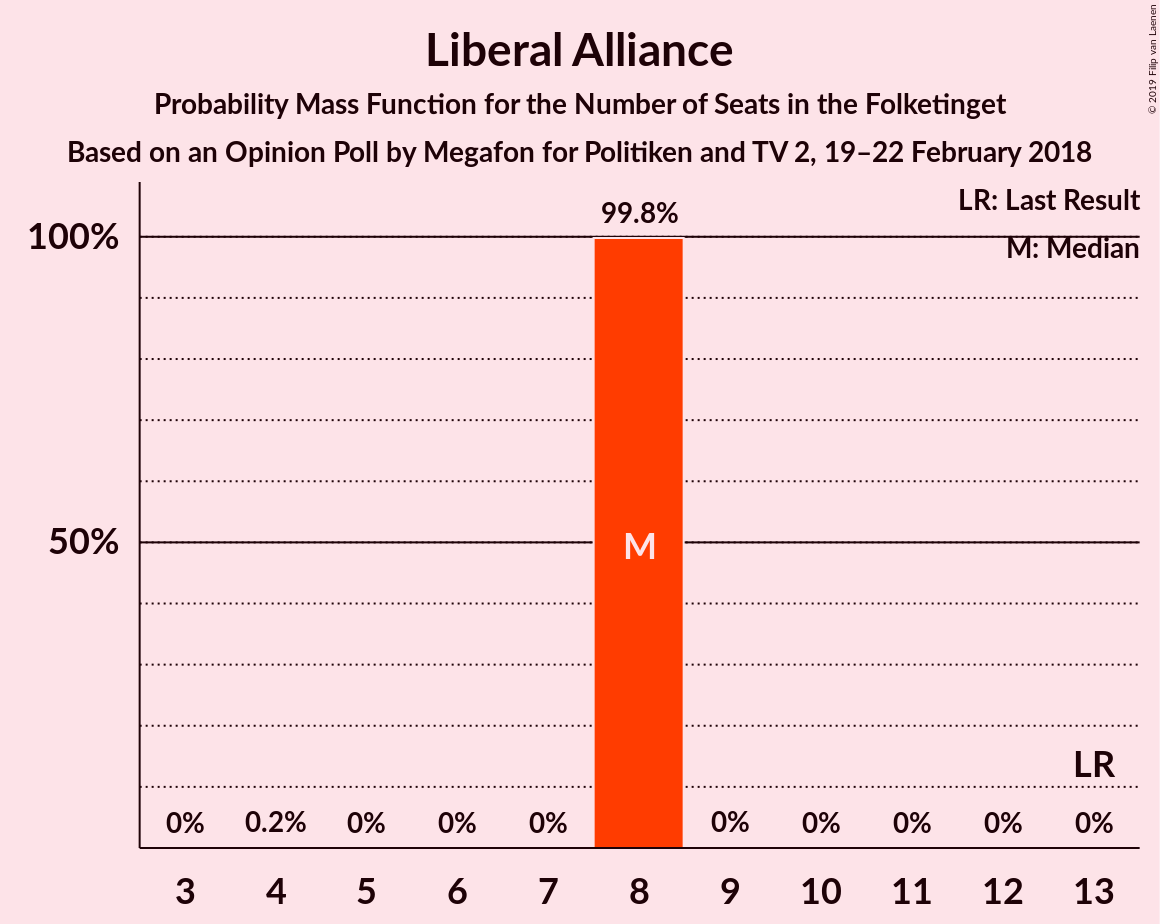 Liberal Alliance
Probability Mass Function for the Number of Seats in the Folketinget
Based on an Opinion Poll by Megafon for Politiken and TV 2, 19–22 February 2018
© 2019 Filip van Laenen
LR: Last Result
M: Median
99.8%
100%
50%
M
LR
0% 0.2% 0% 0% 0% 0% 0% 0% 0% 0%
3 4 5 6 7 8 9 10 11 12 13